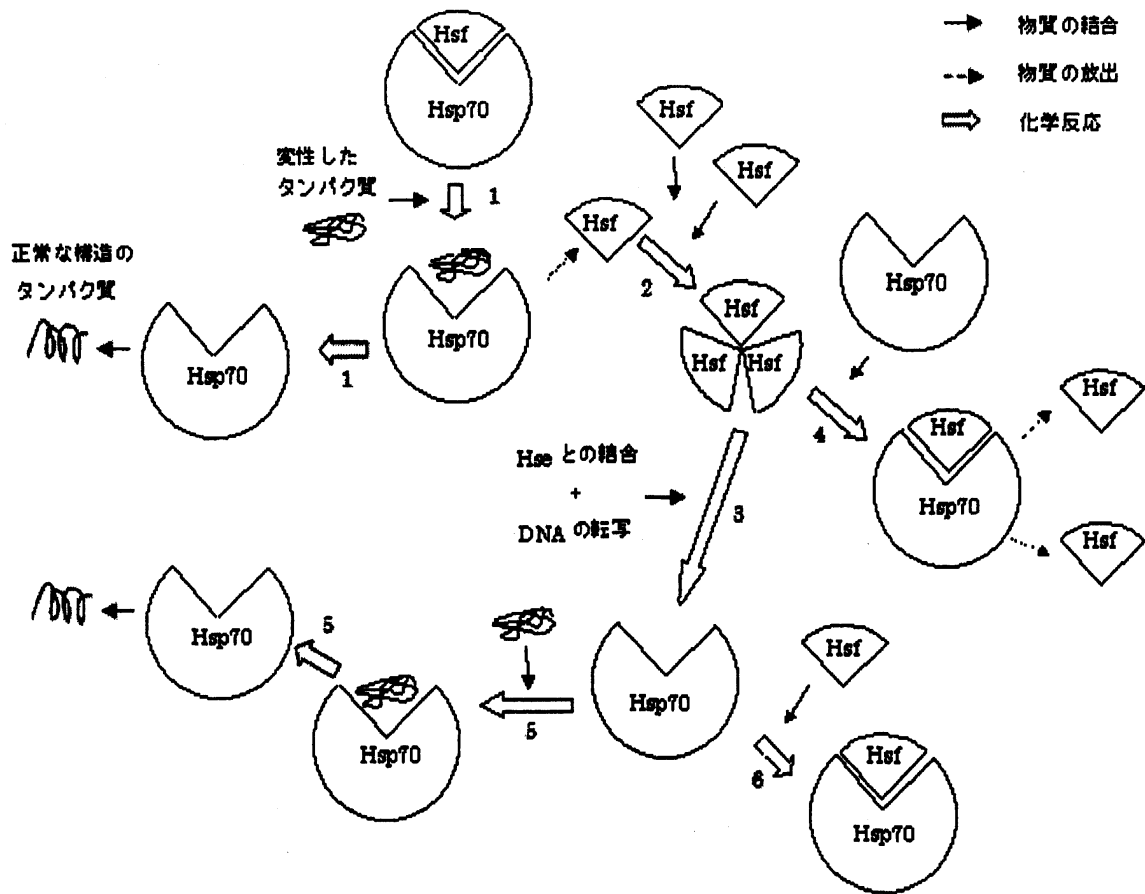 Hsf
Hsp70
物質の結合
物質の放出
化学反応
Hsf
Hsf
変性した
タンパク質
1
Hsf
正常な構造の
タンパク質
2
Hsp70
Hsf
Hsp70
Hsp70
1
Hsf
Hsf
Hsf
4
Hsf
Hsp70
Hse との結合
+
DNA の転写
3
Hsf
Hsp70
5
Hsf
Hsp70
5
Hsp70
6
Hsf
Hsp70